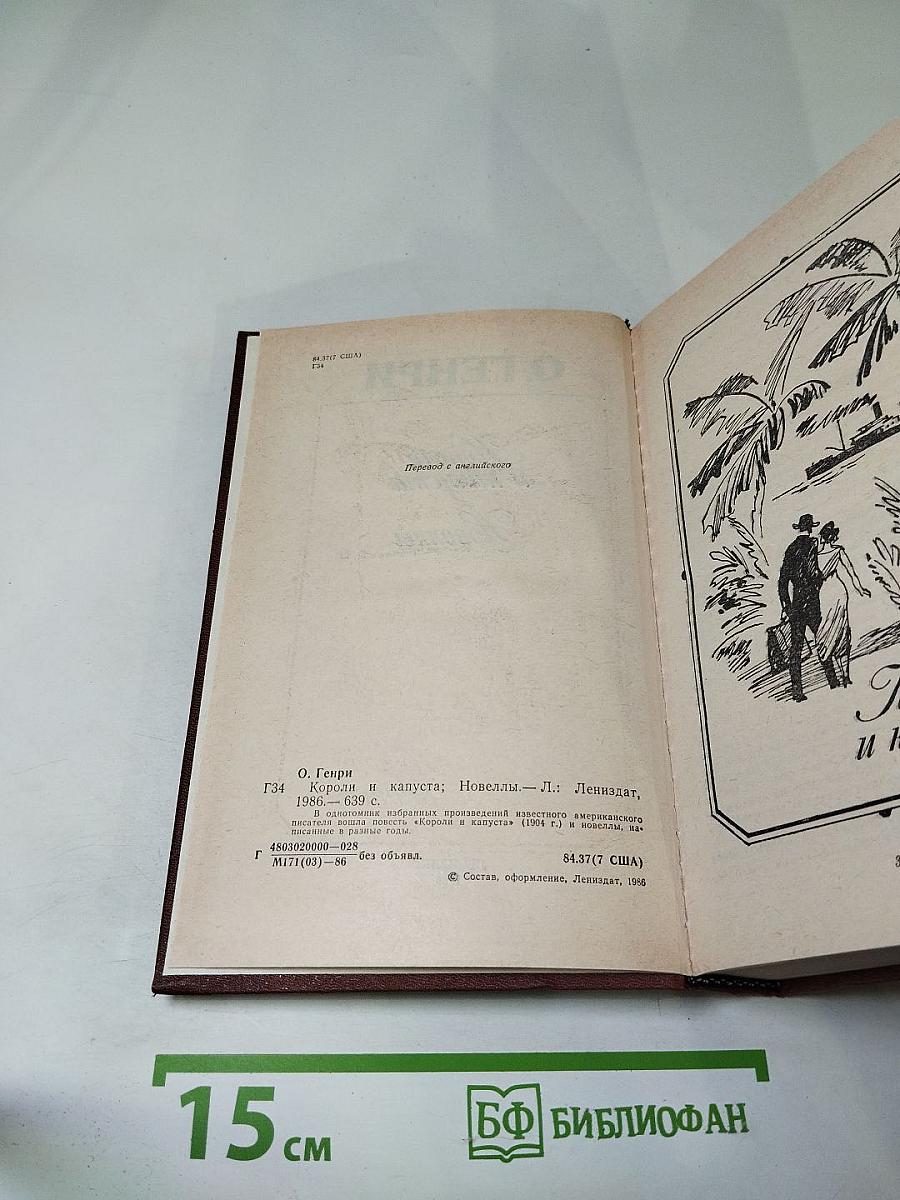 84.37(7 США)
Г34
О. ГЕНРИ
Перевод с английского
О. Генри
Г34 Короли и капуста; Новеллы.— Л.: Лениздат,
1986.— 639 с.
В однотомник избранных произведений известного американского
писателя вошла повесть «Короли и капуста» (1904 г.) и новеллы, на-
писанные в разные годы.
Г 4803020000—028
М171(03)—86 без объявл. 84.37(7 США)
© Состав, оформление, Лениздат, 1986
и к
3
15 см
БФ БИБЛИОФАН